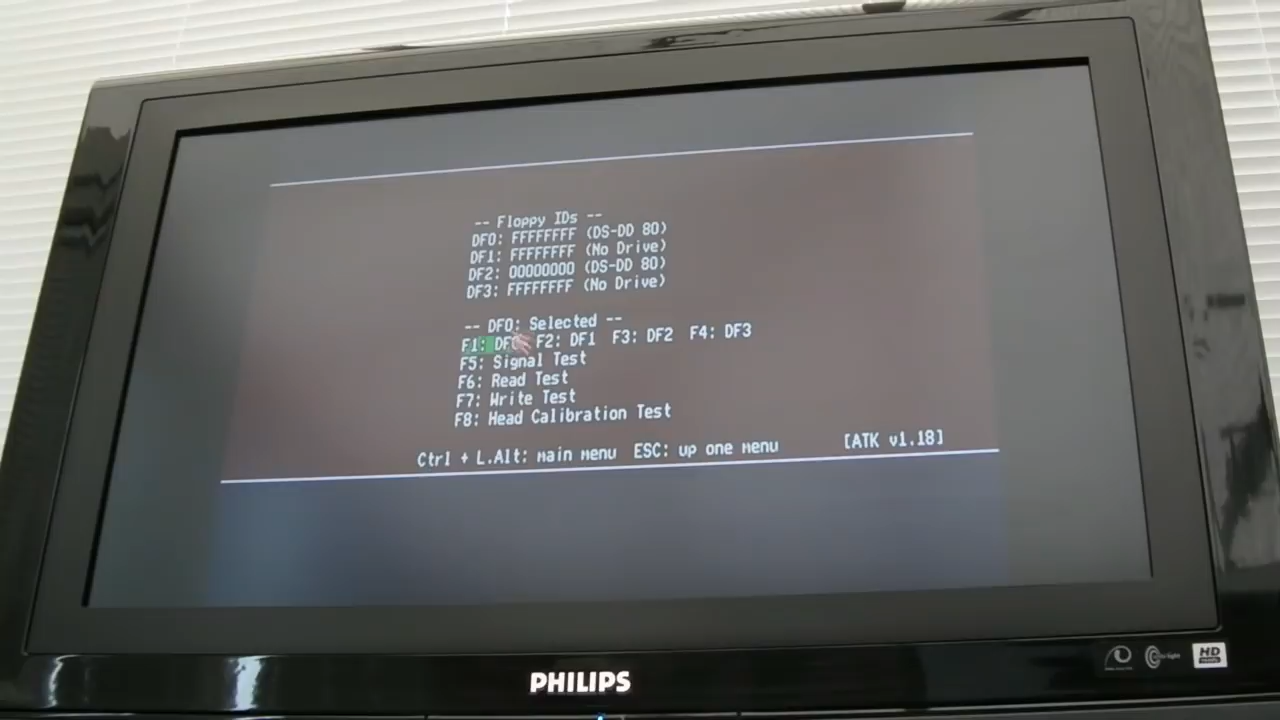 -- Floppy IDs --
DF0: FFFFFFFF (DS-DD 80)
DF1: FFFFFFFF (No Drive)
DF2: 00000000 (DS-DD 80)
DF3: FFFFFFFF (No Drive)
-- DF0: Selected --
F1: DF0 F2: DF1 F3: DF2 F4: DF3
F5: Signal Test
F6: Read Test
F7: Write Test
F8: Head Calibration Test
Ctrl + L.Alt: main menu ESC: up one menu [ATK v1.18]
PHILIPS
HD